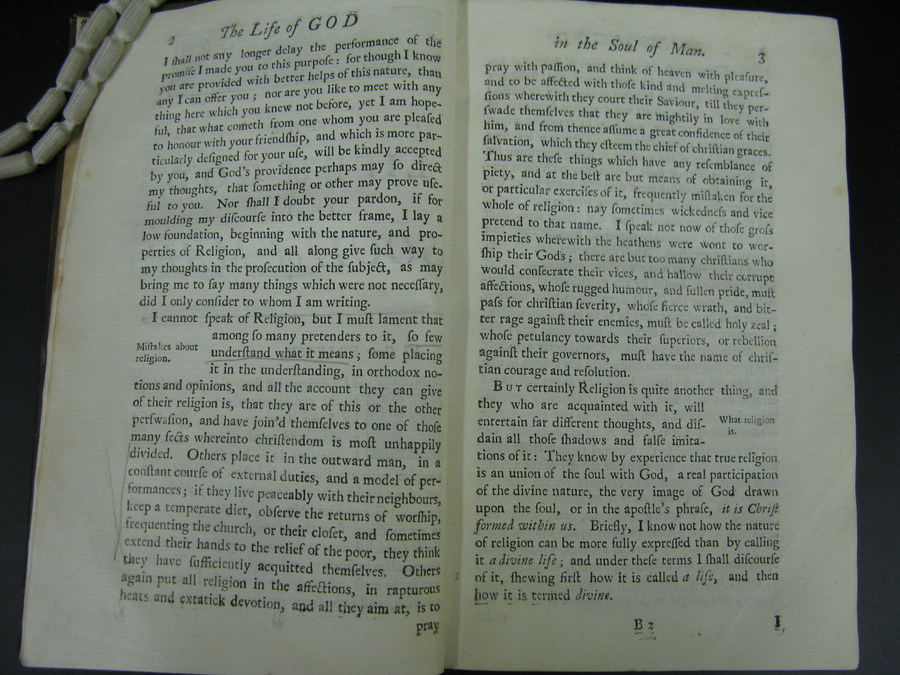 2 The Life of GOD
I ſhall not any longer delay the performance of the
promiſe I made you to this purpoſe: for though I know
you are provided with better helps of this nature, than
any I can offer you; nor are you like to meet with any
thing here which you knew not before, yet I am hope-
ful, that what cometh from one whom you are pleaſed
to honour with your friendſhip, and which is more par-
ticularly deſigned for your uſe, will be kindly accepted
by you, and God's providence perhaps may ſo direct
my thoughts, that ſomething or other may prove uſe-
ful to you. Nor ſhall I doubt your pardon, if for
moulding my diſcourſe into the better frame, I lay a
low foundation, beginning with the nature, and pro-
perties of Religion, and all along give ſuch way to
my thoughts in the proſecution of the ſubject, as may
bring me to ſay many things which were not neceſſary,
did I only conſider to whom I am writing.
I cannot ſpeak of Religion, but I muſt lament that
among ſo many pretenders to it, ſo few
Miſtakes about
religion.
underſtand what it means; ſome placing
it in the underſtanding, in orthodox no-
tions and opinions, and all the account they can give
of their religion is, that they are of this or the other
perſwaſion, and have join'd themſelves to one of thoſe
many ſects whereinto chriſtendom is moſt unhappily
divided. Others place it in the outward man, in a
conſtant courſe of external duties, and a model of per-
formances; if they live peaceably with their neighbours,
keep a temperate diet, obſerve the returns of worſhip,
frequenting the church, or their cloſet, and ſometimes
extend their hands to the relief of the poor, they think
they have ſufficiently acquitted themſelves. Others
again put all religion in the affections, in rapturous
heats and extatick devotion, and all they aim at, is to
pray
in the Soul of Man. 3
pray with paſſion, and think of heaven with pleaſure,
and to be affected with thoſe kind and melting expreſ-
ſions wherewith they court their Saviour, till they per-
ſwade themſelves that they are mightily in love with
him, and from thence aſſume a great confidence of their
ſalvation, which they eſteem the chief of chriſtian graces.
Thus are theſe things which have any reſemblance of
piety, and at the beſt are but means of obtaining it,
or particular exerciſes of it, frequently miſtaken for the
whole of religion: nay ſometimes wickedneſs and vice
pretend to that name. I ſpeak not now of thoſe groſs
impieties wherewith the heathens were wont to wor-
ſhip their Gods; there are but too many chriſtians who
would conſecrate their vices, and hallow their corrupt
affections, whoſe rugged humour, and ſullen pride, muſt
paſs for chriſtian ſeverity, whoſe fierce wrath, and bit-
ter rage againſt their enemies, muſt be called holy zeal;
whoſe petulancy towards their ſuperiors, or rebellion
againſt their governors, muſt have the name of chriſ-
tian courage and reſolution.
BUT certainly Religion is quite another thing, and
they who are acquainted with it, will
entertain far different thoughts, and diſ-
What religion
is.
dain all thoſe ſhadows and falſe imita-
tions of it: They know by experience that true religion
is an union of the ſoul with God, a real participation
of the divine nature, the very image of God drawn
upon the ſoul, or in the apoſtle's phraſe, it is Chriſt
formed within us. Briefly, I know not how the nature
of religion can be more fully expreſſed than by calling
it a divine life; and under theſe terms I ſhall diſcourſe
of it, ſhewing firſt how it is called a life, and then
how it is termed divine.
B 2 I